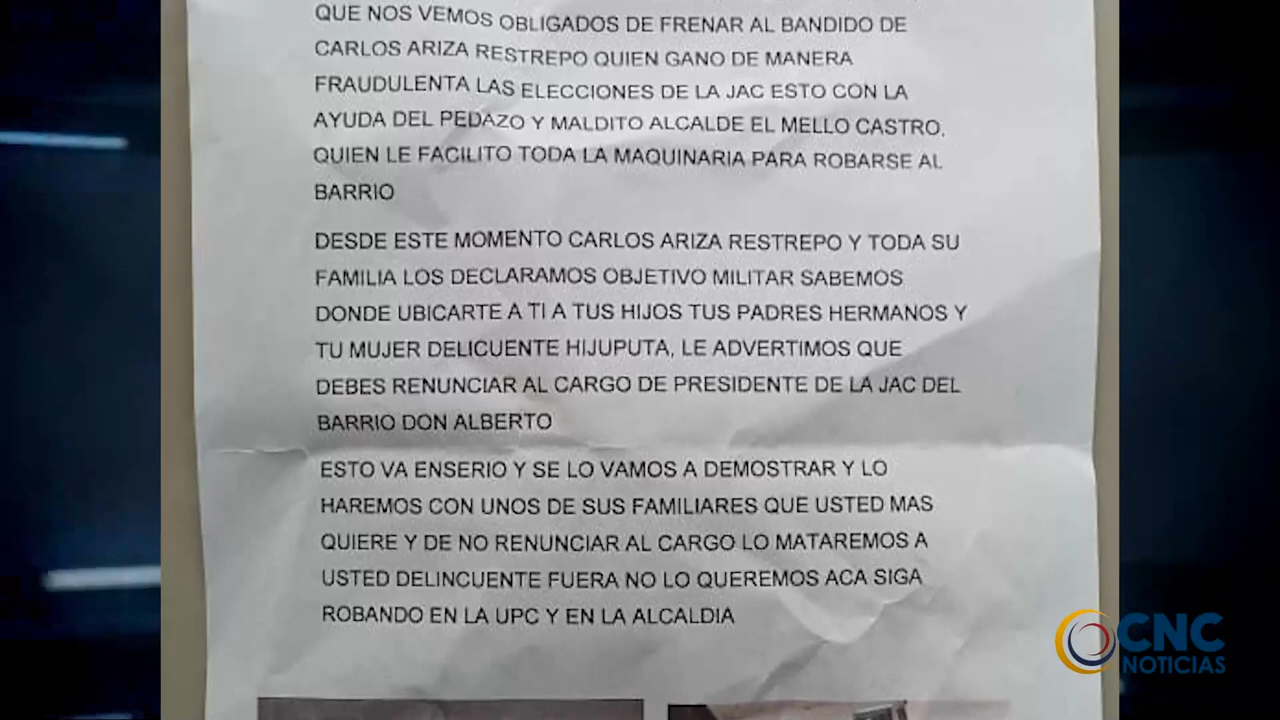 QUE NOS VEMOS OBLIGADOS DE FRENAR AL BANDIDO DE
CARLOS ARIZA RESTREPO QUIEN GANO DE MANERA
FRAUDULENTA LAS ELECCIONES DE LA JAC ESTO CON LA
AYUDA DEL PEDAZO Y MALDITO ALCALDE EL MELLO CASTRO,
QUIEN LE FACILITO TODA LA MAQUINARIA PARA ROBARSE AL
BARRIO
DESDE ESTE MOMENTO CARLOS ARIZA RESTREPO Y TODA SU
FAMILIA LOS DECLARAMOS OBJETIVO MILITAR SABEMOS
DONDE UBICARTE A TI A TUS HIJOS TUS PADRES HERMANOS Y
TU MUJER DELICUENTE HIJUPUTA, LE ADVERTIMOS QUE
DEBES RENUNCIAR AL CARGO DE PRESIDENTE DE LA JAC DEL
BARRIO DON ALBERTO
ESTO VA ENSERIO Y SE LO VAMOS A DEMOSTRAR Y LO
HAREMOS CON UNOS DE SUS FAMILIARES QUE USTED MAS
QUIERE Y DE NO RENUNCIAR AL CARGO LO MATAREMOS A
USTED DELINCUENTE FUERA NO LO QUEREMOS ACA SIGA
ROBANDO EN LA UPC Y EN LA ALCALDIA
CNC
NOTICIAS